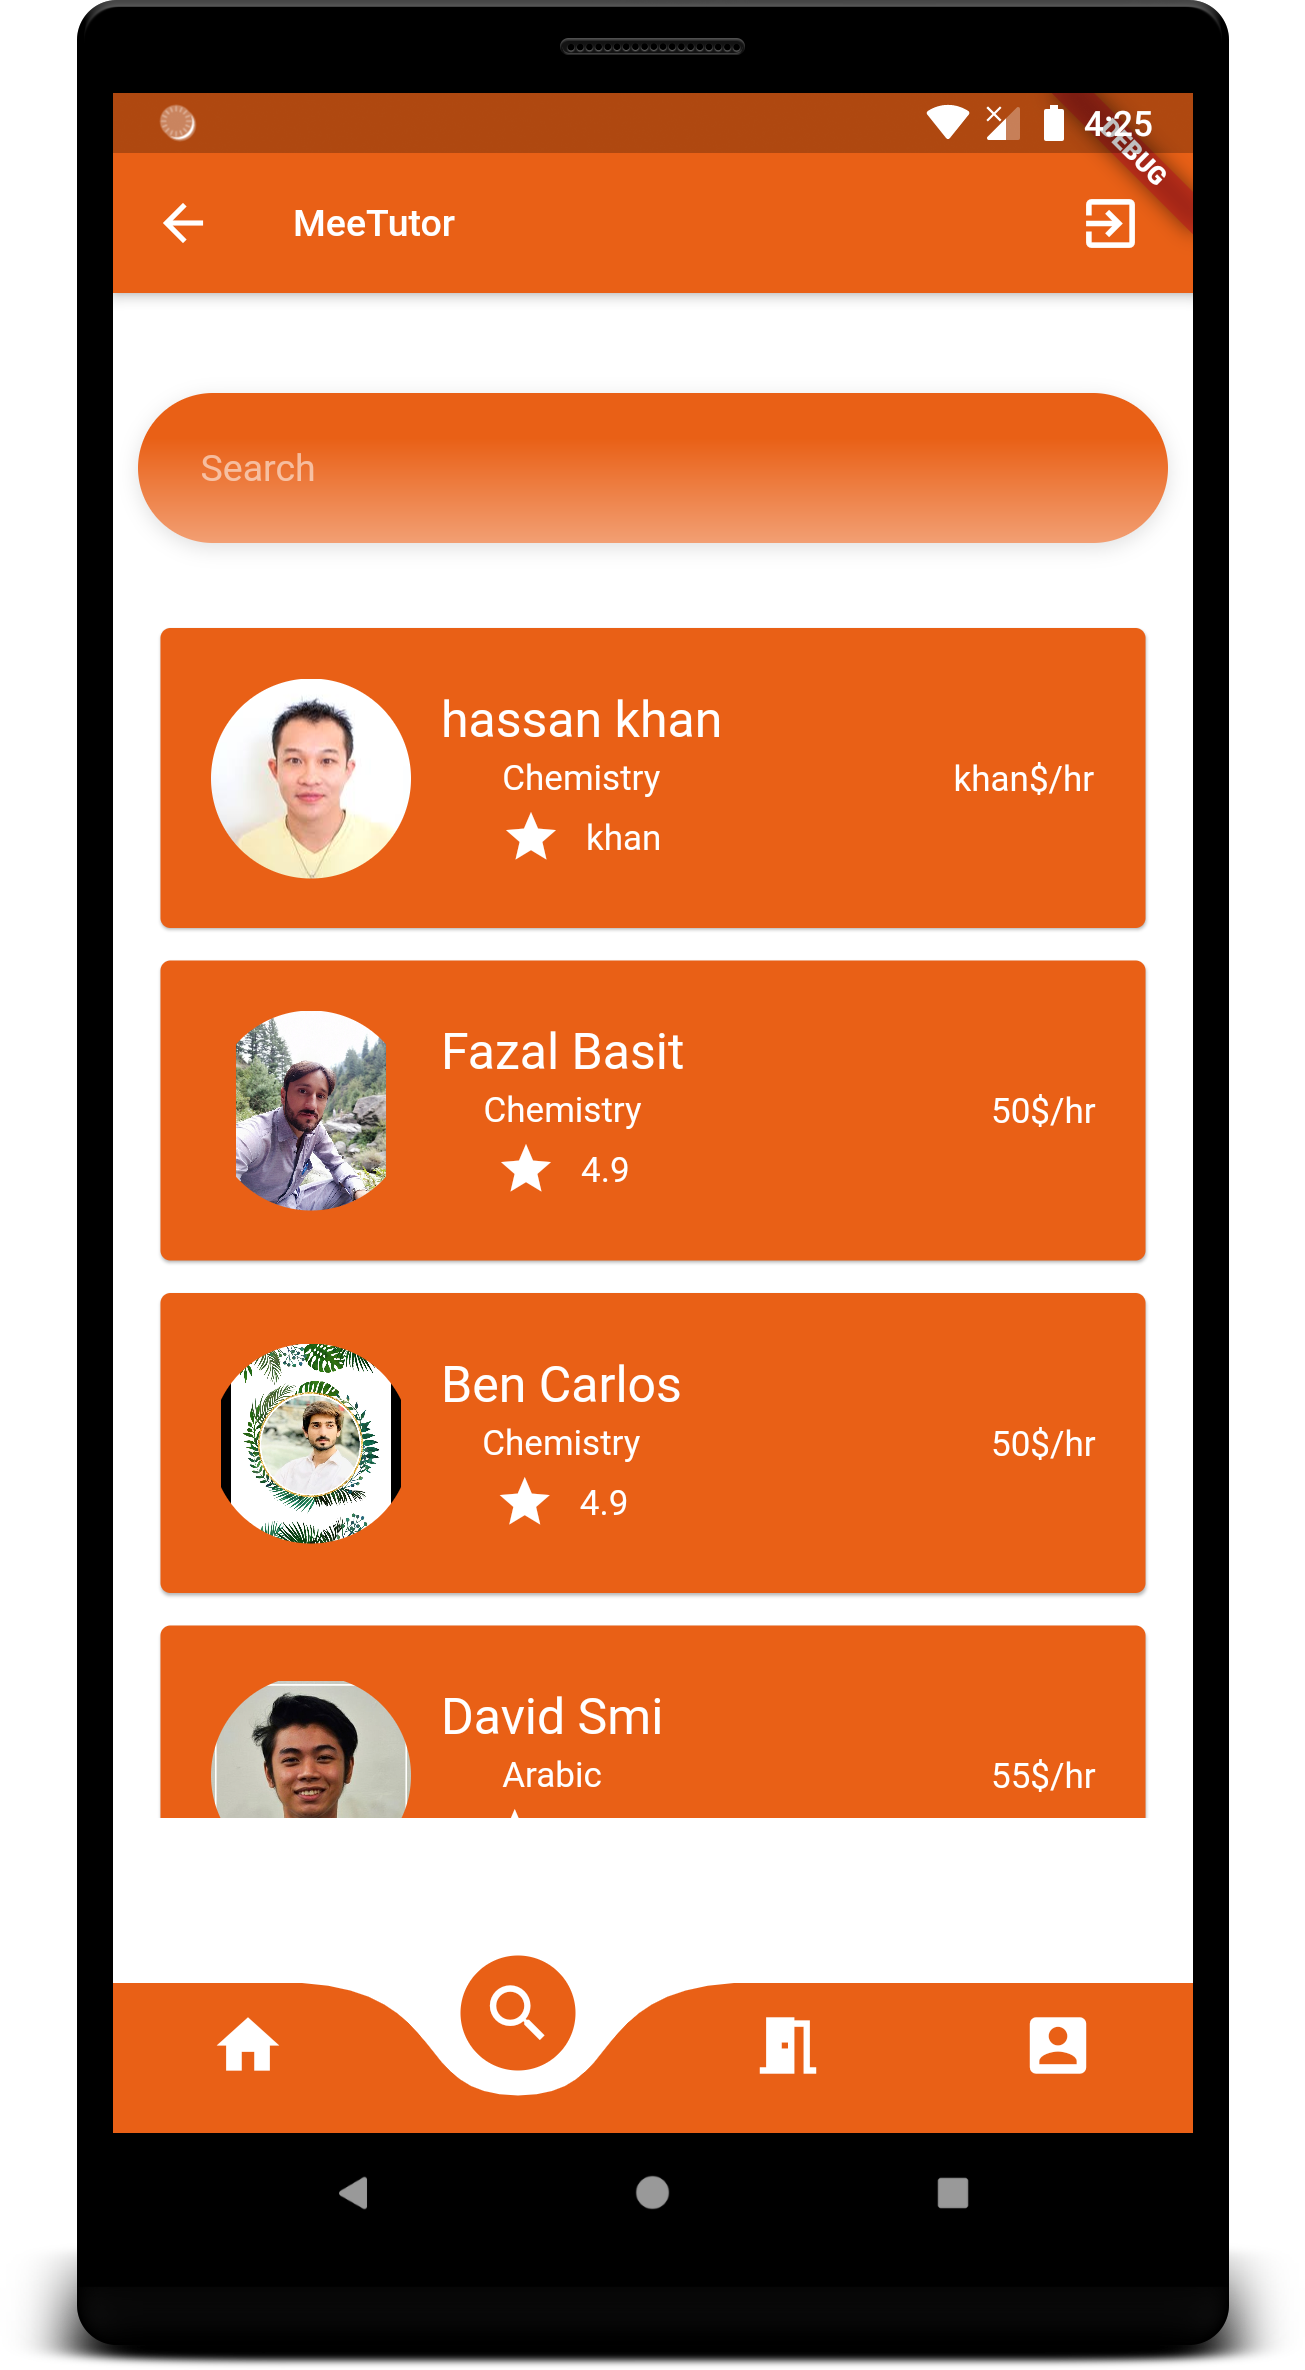 4:25
DEBUG
MeeTutor
Search
hassan khan
Chemistry
khan$/hr
khan
Fazal Basit
Chemistry
50$/hr
4.9
Ben Carlos
Chemistry
50$/hr
4.9
David Smi
Arabic
55$/hr